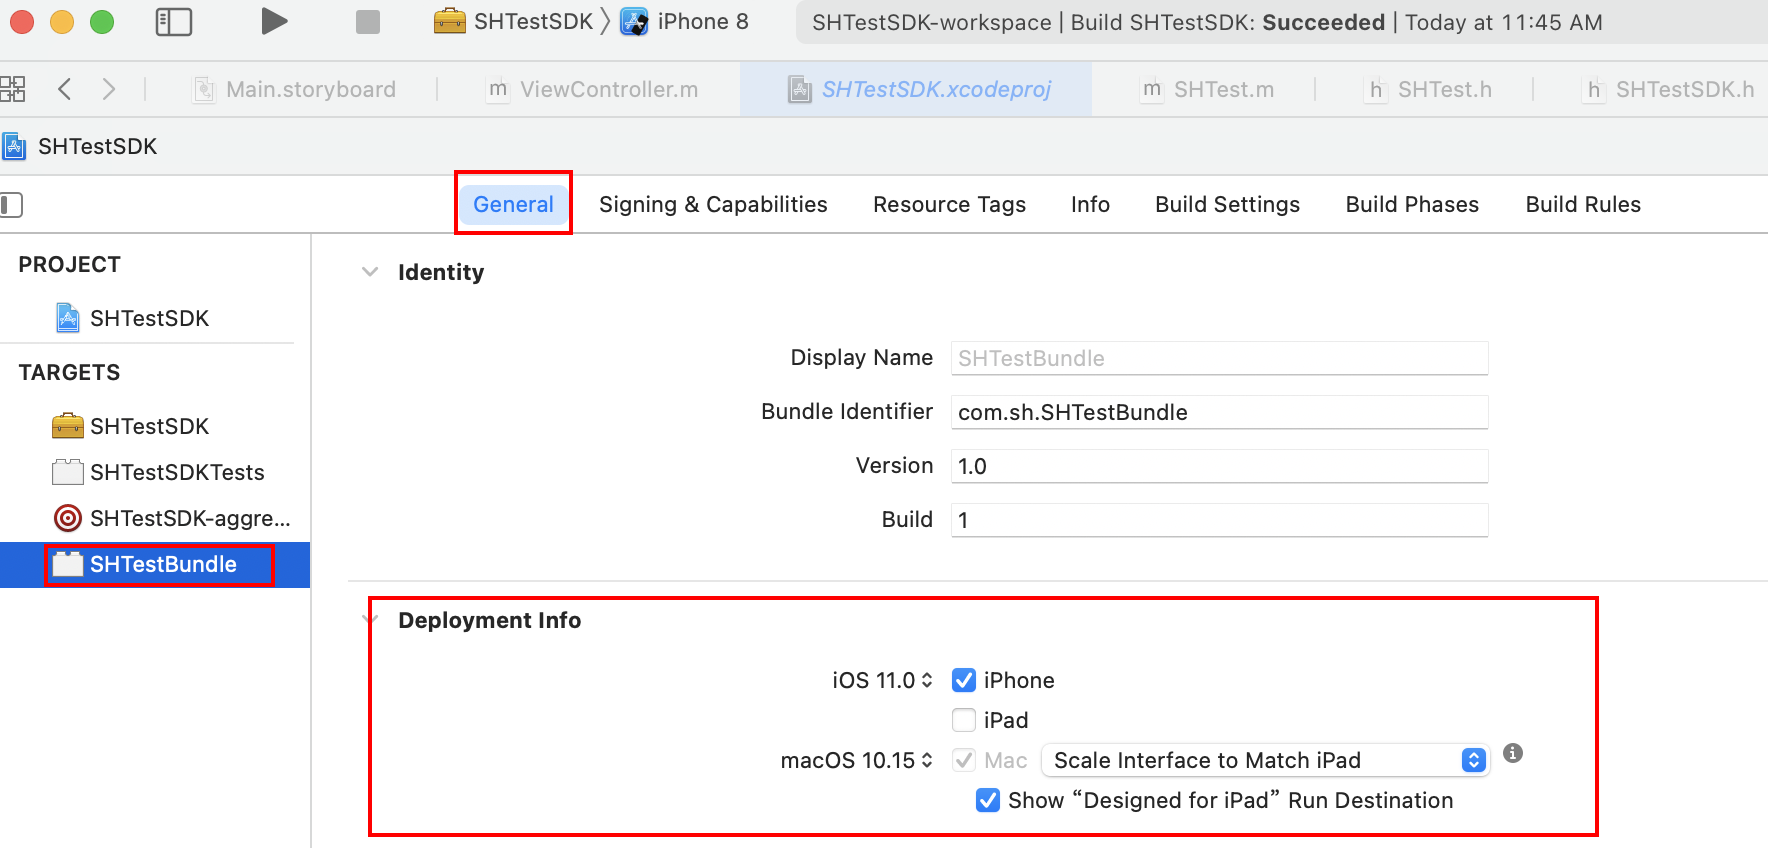 SHTestSDK 〉 iPhone 8 SHTestSDK-workspace | Build SHTestSDK: Succeeded | Today at 11:45 AM
Main.storyboard ViewController.m SHTestSDK.xcodeproj m SHTest.m h SHTest.h h SHTestSDK.h
SHTestSDK
General Signing & Capabilities Resource Tags Info Build Settings Build Phases Build Rules
PROJECT
SHTestSDK
TARGETS
SHTestSDK
SHTestSDKTests
SHTestSDK-aggre...
SHTestBundle
Identity
Display Name SHTestBundle
Bundle Identifier com.sh.SHTestBundle
Version 1.0
Build 1
Deployment Info
iOS 11.0 iPhone
iPad
macOS 10.15 Mac Scale Interface to Match iPad
Show “Designed for iPad” Run Destination